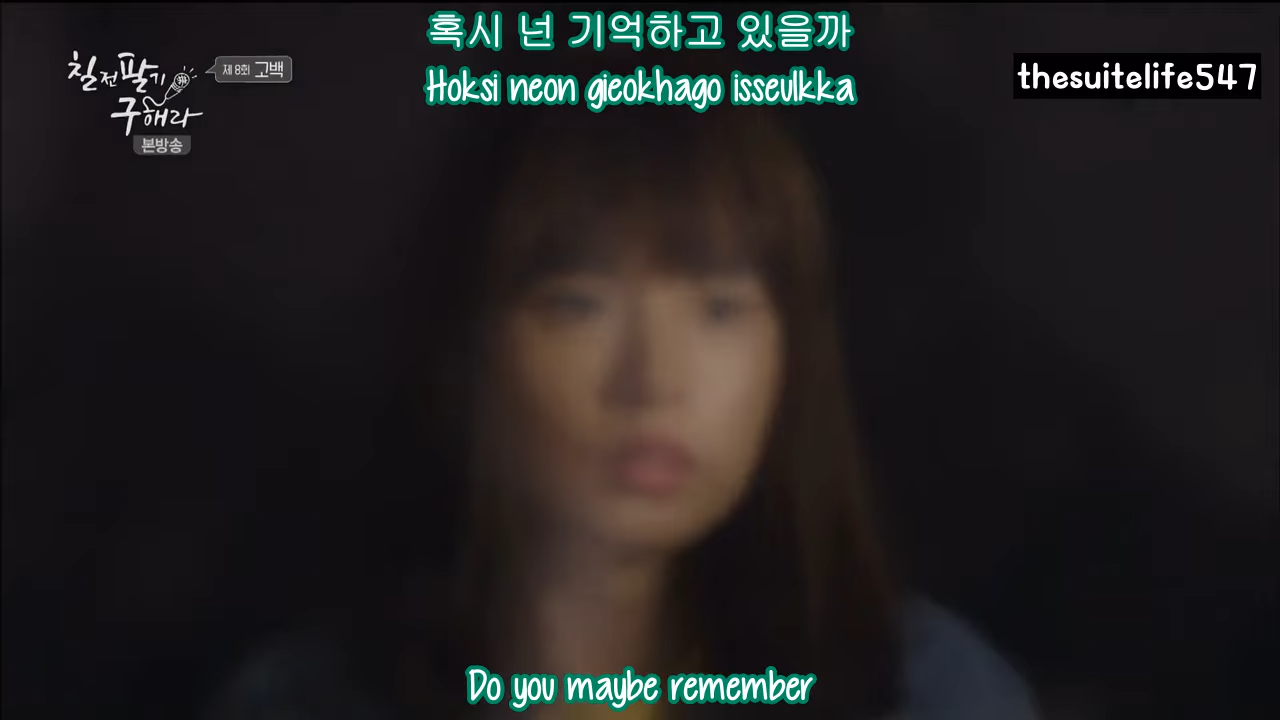 혹시 넌 기억하고 있을까
Hoksi neon gieokhago isseulkka
칠전팔기
구해라
제 8회 고백
본방송
thesuitelife547
Do you maybe remember